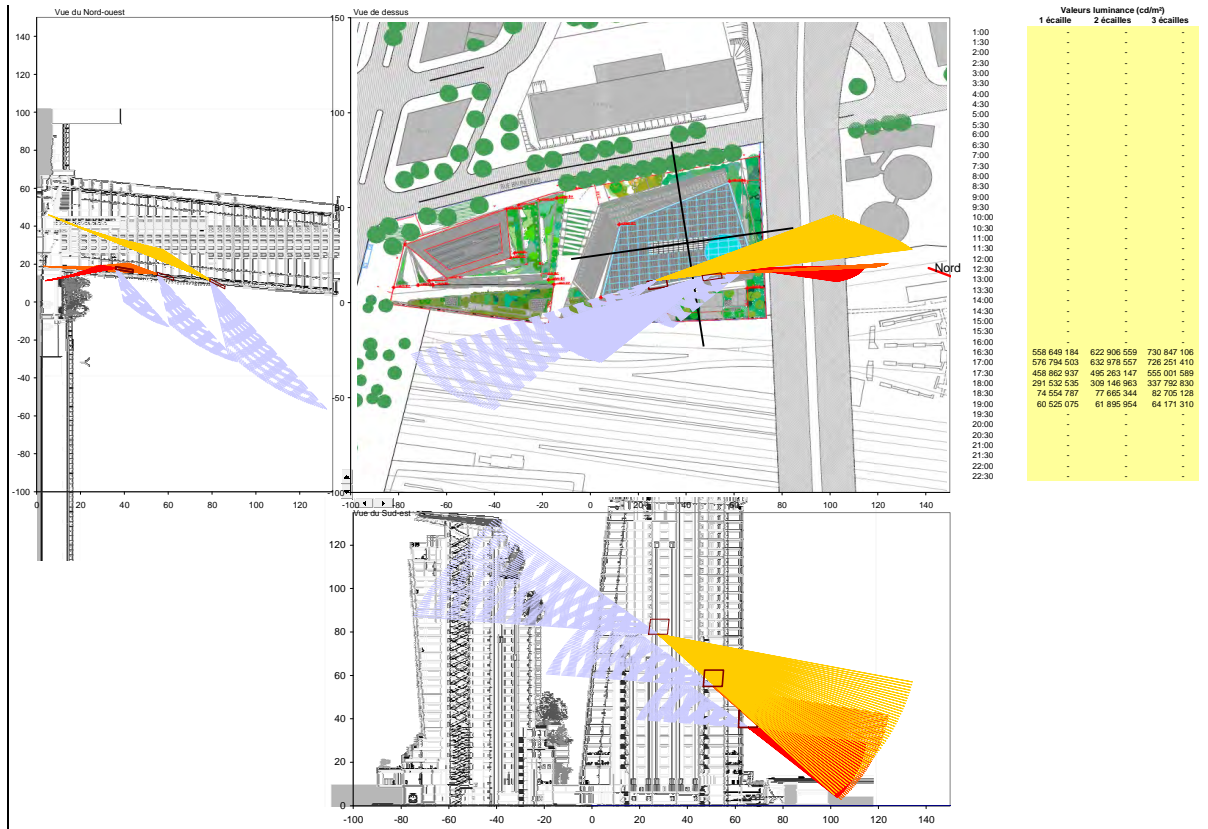 Vue du Nord-ouest
140
120
100
80
60
40
20
0
-20
-40
-60
-80
-100
0 20 40 60 80 100 120
Vue de dessus
150
100
50
0
-50
-100
-100 -80 -60 -40 -20 0 20 40 60 80 100 120 140
Nord
Vue du Sud-est
120
100
80
60
40
20
0
-100 -80 -60 -40 -20 0 20 40 60 80 100 120 140
Valeurs luminance (cd/m²)
1 écaille 2 écailles 3 écailles
1:00 - - -
1:30 - - -
2:00 - - -
2:30 - - -
3:00 - - -
3:30 - - -
4:00 - - -
4:30 - - -
5:00 - - -
5:30 - - -
6:00 - - -
6:30 - - -
7:00 - - -
7:30 - - -
8:00 - - -
8:30 - - -
9:00 - - -
9:30 - - -
10:00 - - -
10:30 - - -
11:00 - - -
11:30 - - -
12:00 - - -
12:30 - - -
13:00 - - -
13:30 - - -
14:00 - - -
14:30 - - -
15:00 - - -
15:30 - - -
16:00 - - -
16:30 558 649 184 622 906 559 730 847 106
17:00 576 794 503 632 978 557 726 251 410
17:30 458 862 937 495 263 147 555 001 589
18:00 291 532 535 309 146 963 337 792 830
18:30 74 554 787 77 665 344 82 705 128
19:00 60 525 075 61 895 954 64 171 310
19:30 - - -
20:00 - - -
20:30 - - -
21:00 - - -
21:30 - - -
22:00 - - -
22:30 - - -